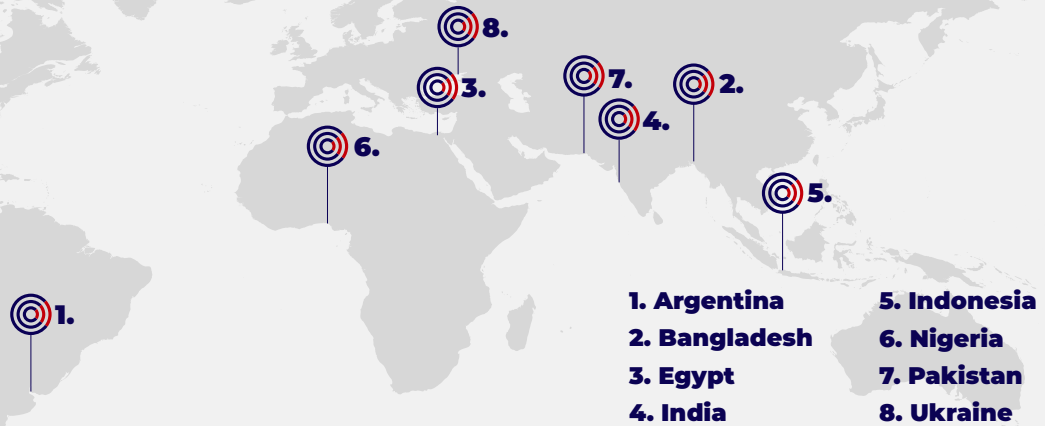 8.
3.
7.
2.
4.
6.
5.
1.
1. Argentina
2. Bangladesh
3. Egypt
4. India
5. Indonesia
6. Nigeria
7. Pakistan
8. Ukraine